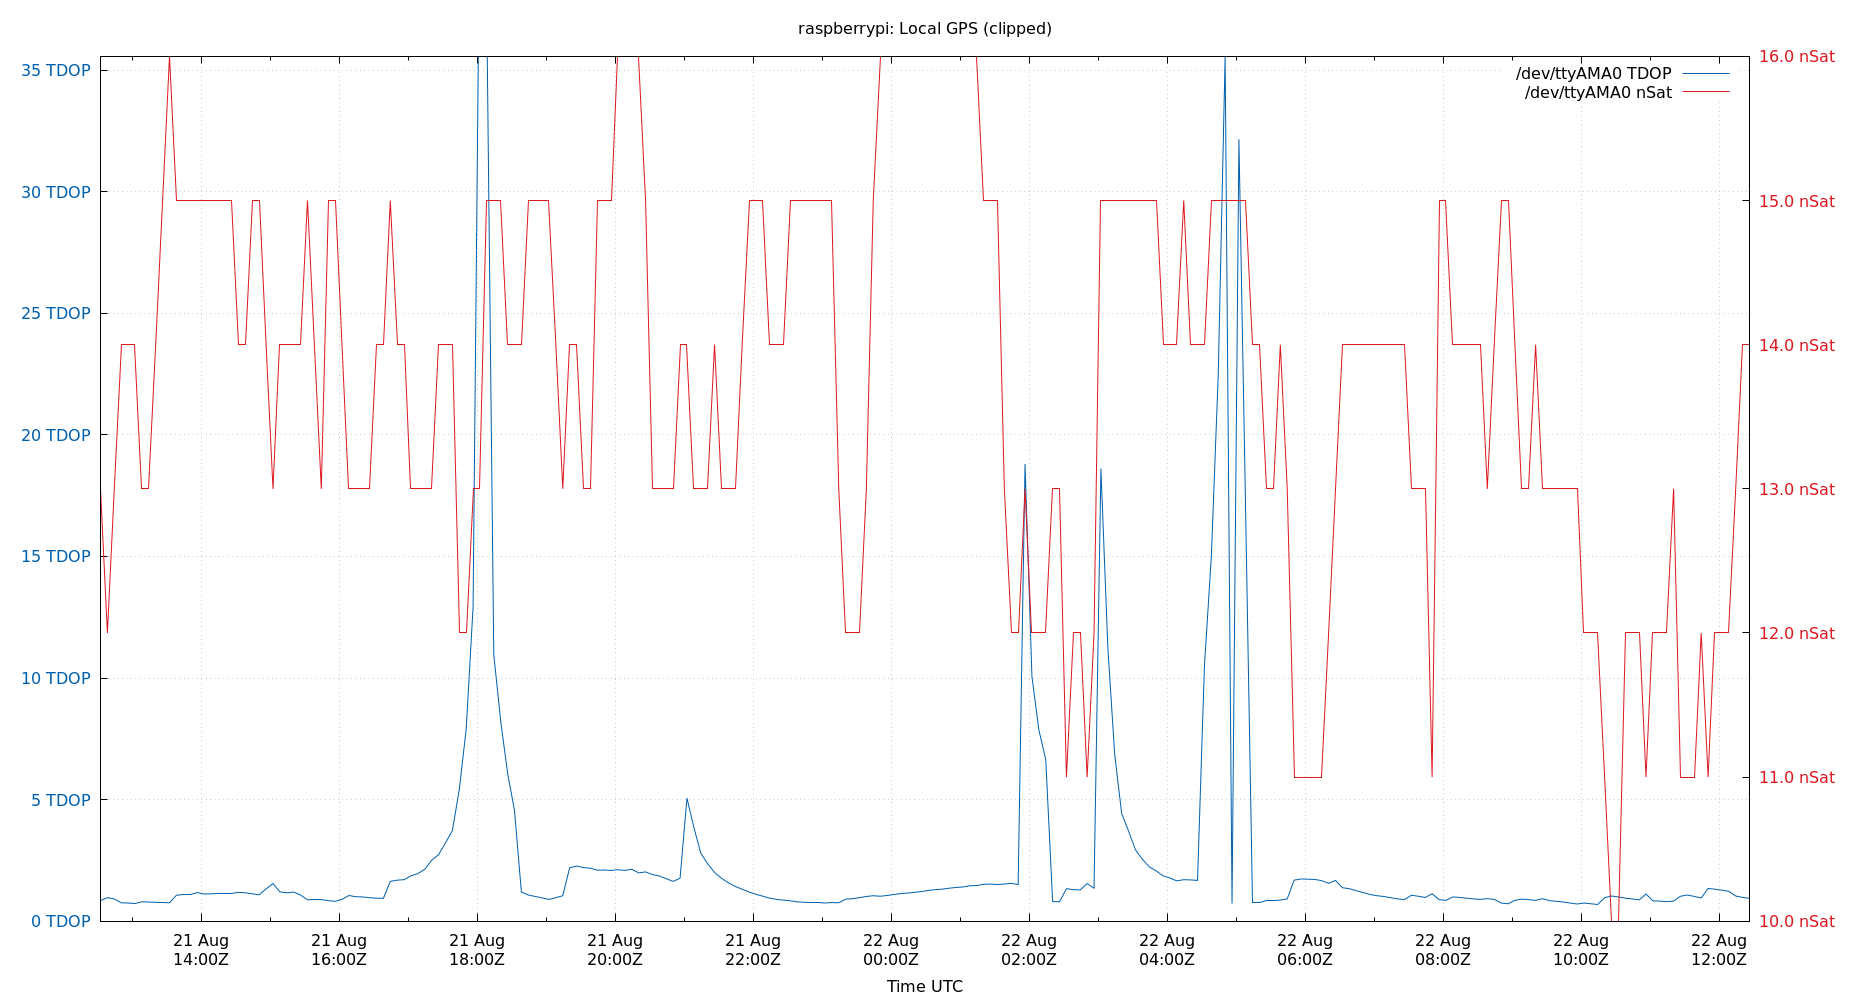 raspberrypi: Local GPS (clipped)
35 TDOP
30 TDOP
25 TDOP
20 TDOP
15 TDOP
10 TDOP
5 TDOP
0 TDOP
/dev/ttyAMA0 TDOP
/dev/ttyAMA0 nSat
16.0 nSat
15.0 nSat
14.0 nSat
13.0 nSat
12.0 nSat
11.0 nSat
10.0 nSat
21 Aug
14:00Z
21 Aug
16:00Z
21 Aug
18:00Z
21 Aug
20:00Z
21 Aug
22:00Z
22 Aug
00:00Z
22 Aug
02:00Z
22 Aug
04:00Z
22 Aug
06:00Z
22 Aug
08:00Z
22 Aug
10:00Z
22 Aug
12:00Z
Time UTC